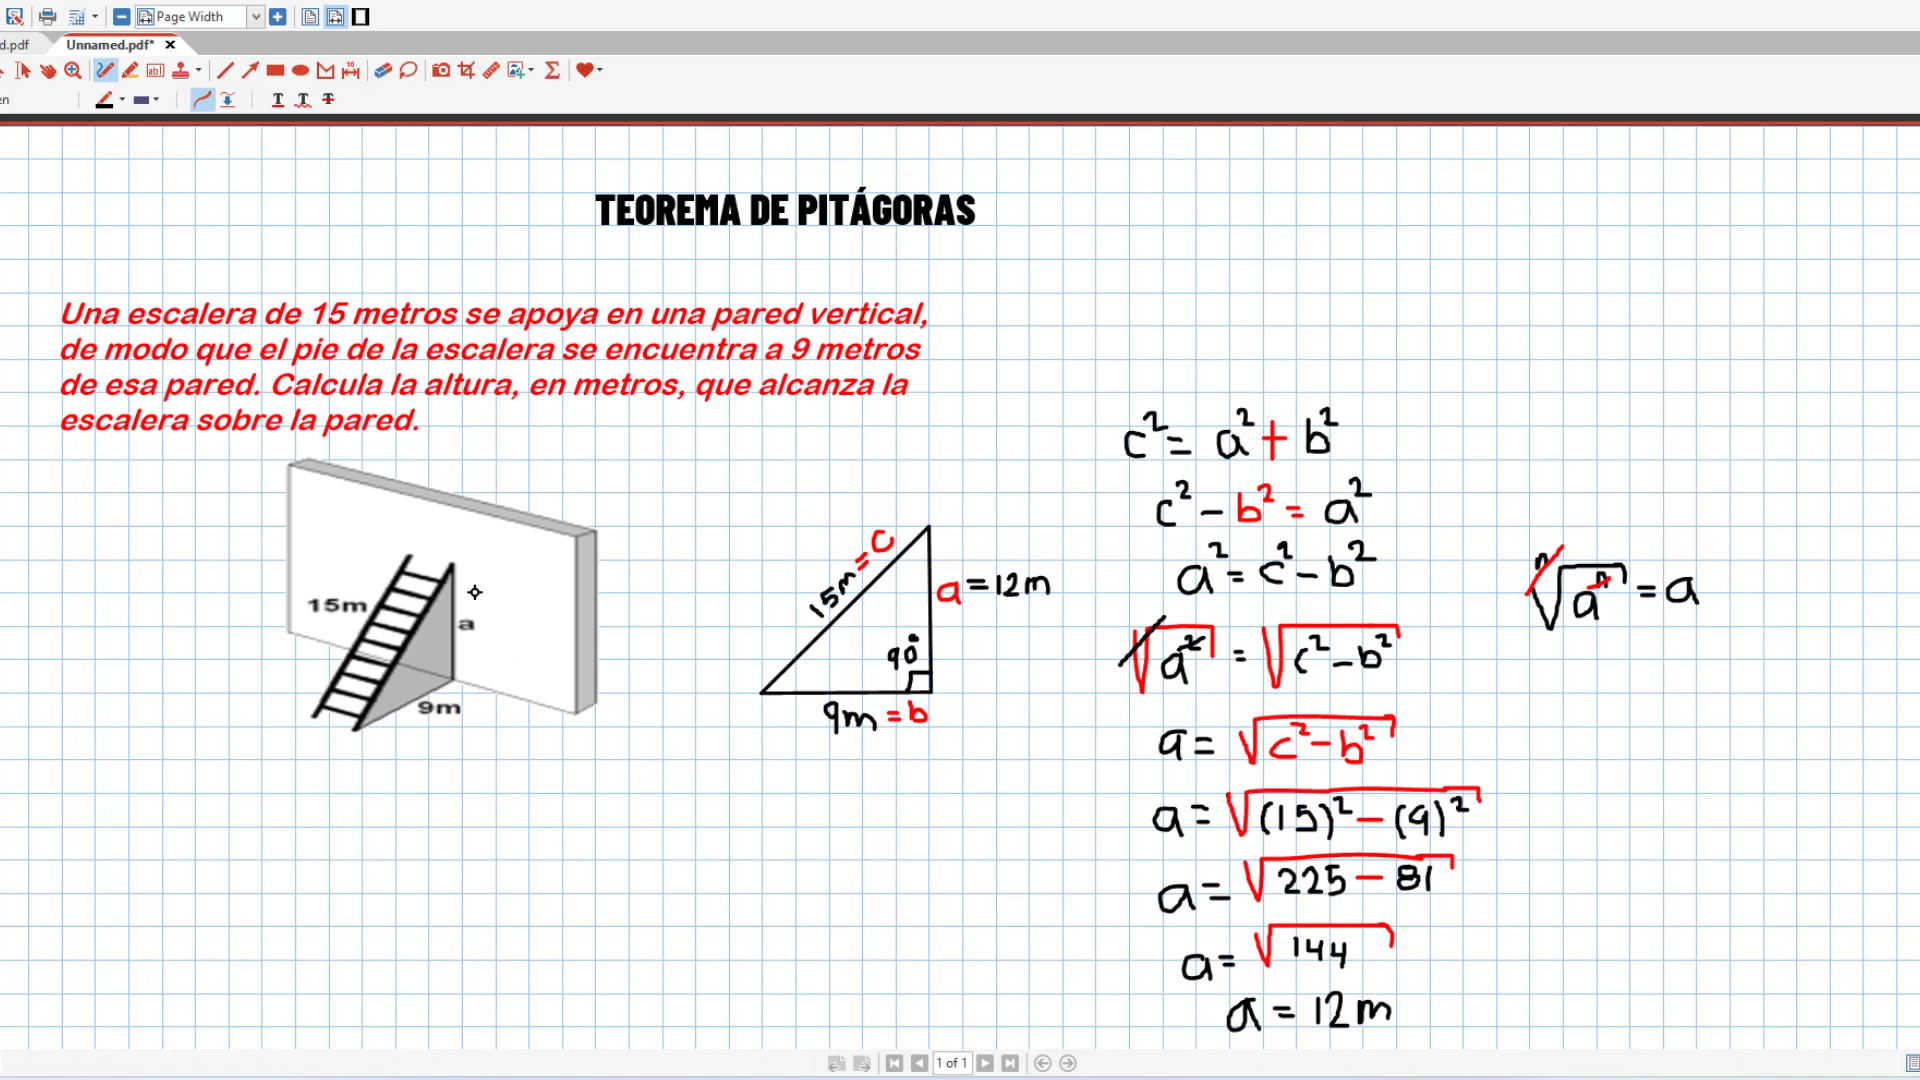 Page Width
d.pdf
Unnamed.pdf*
en
TEOREMA DE PITÁGORAS
Una escalera de 15 metros se apoya en una pared vertical,
de modo que el pie de la escalera se encuentra a 9 metros
de esa pared. Calcula la altura, en metros, que alcanza la
escalera sobre la pared.
15m
a
9m
15m = c
a = 12m
90°
9m = b
c² = a² + b²
c² - b² = a²
a² = c² - b²
√a² = √c² - b²
a = √c² - b²
a = √(15)² - (9)²
a = √225 - 81
a = √144
a = 12m
ⁿ√aⁿ = a
1 of 1